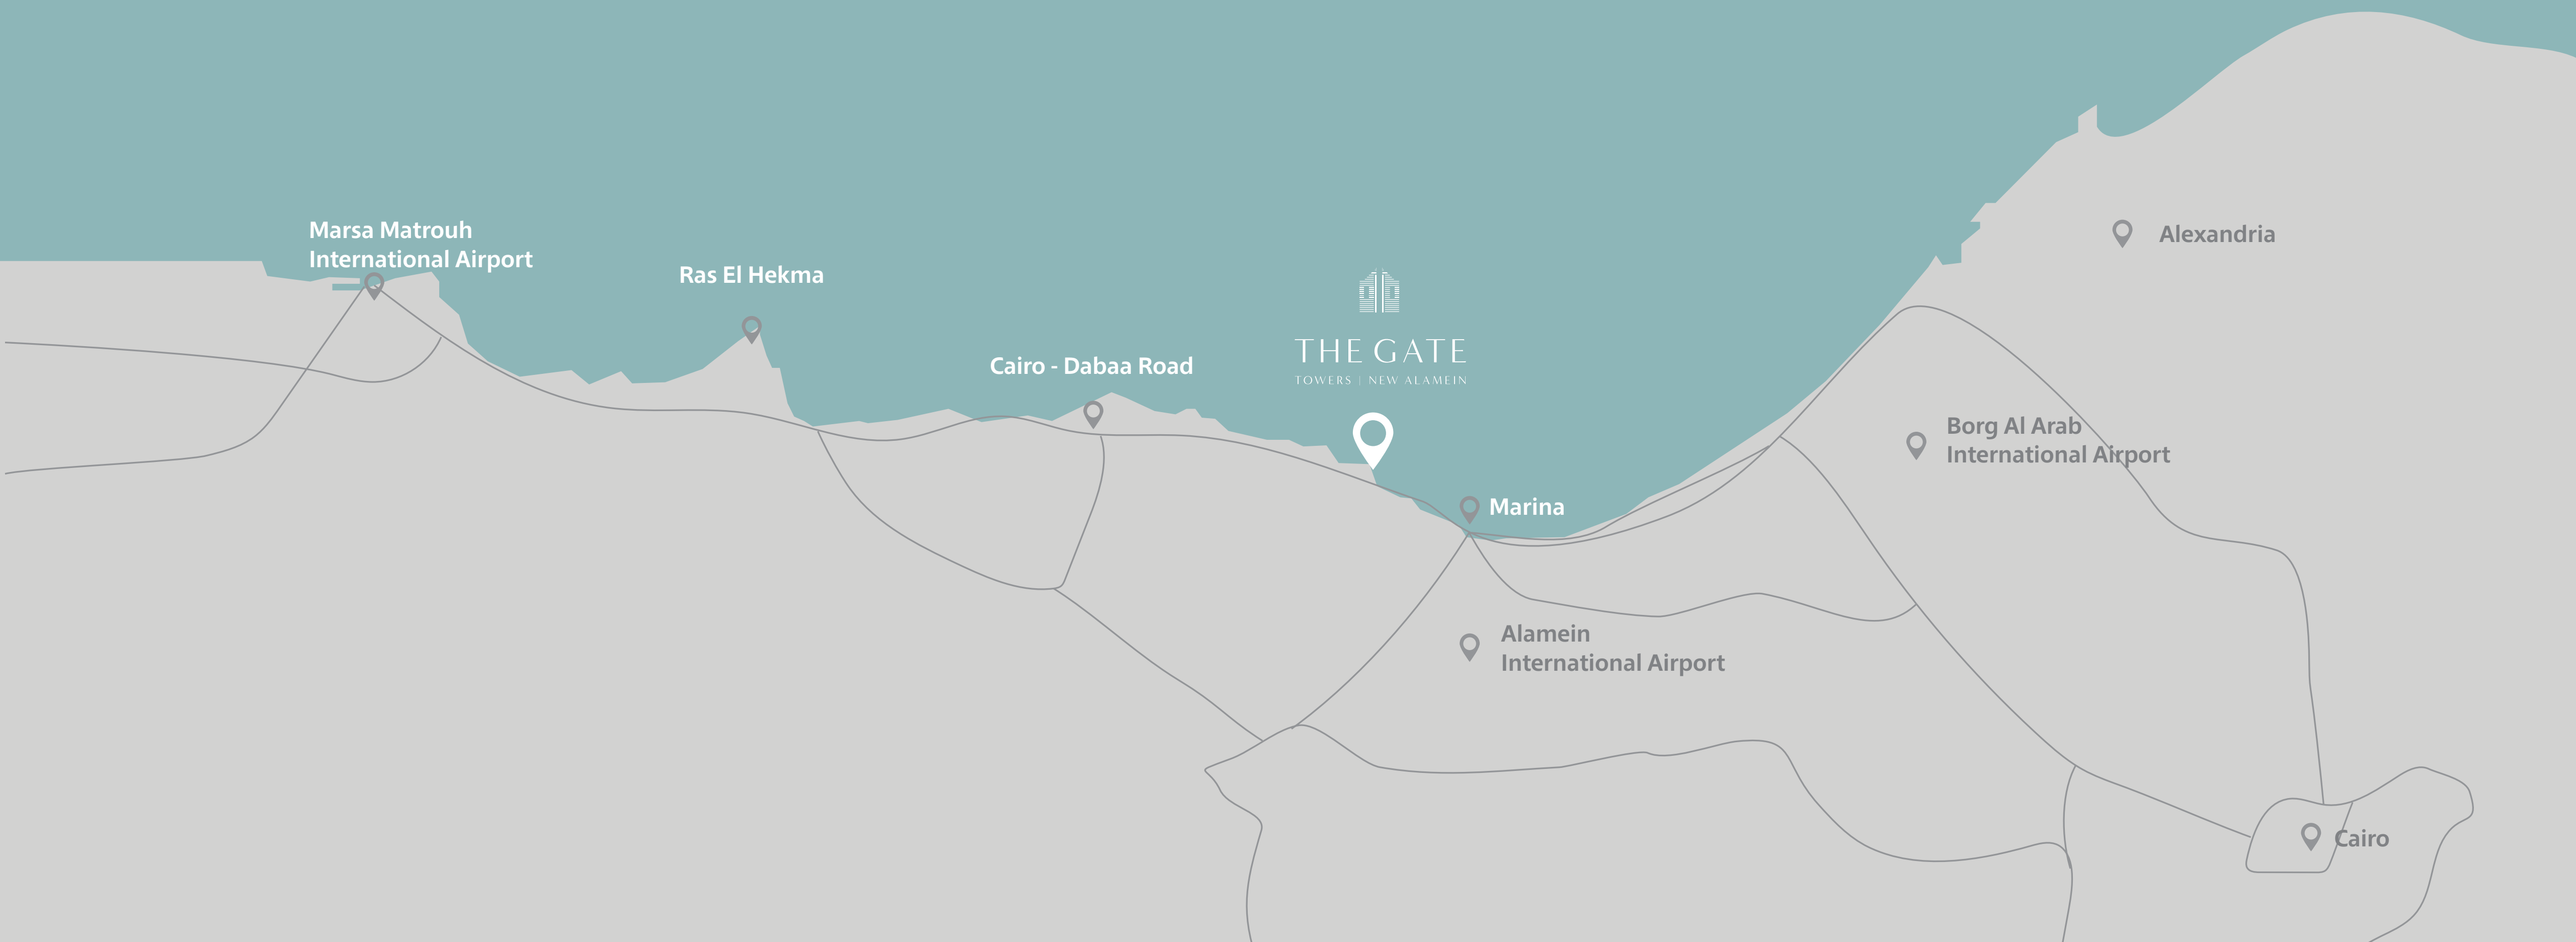 Marsa Matrouh
International Airport
Ras El Hekma
Cairo - Dabaa Road
THE GATE
TOWERS | NEW ALAMEIN
Marina
Alexandria
Borg Al Arab
International Airport
Alamein
International Airport
Cairo